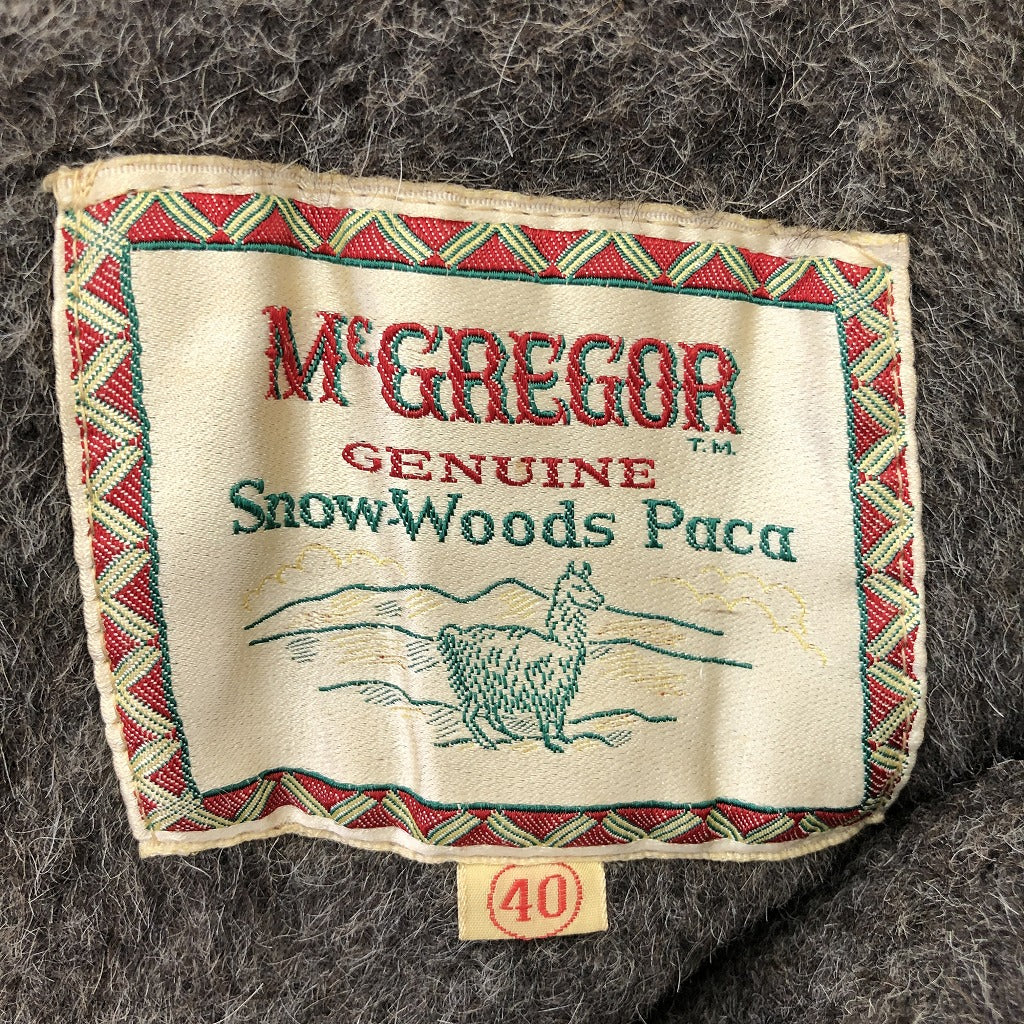 McGREGOR
T.M.
GENUINE
Snow-Woods Paca
40